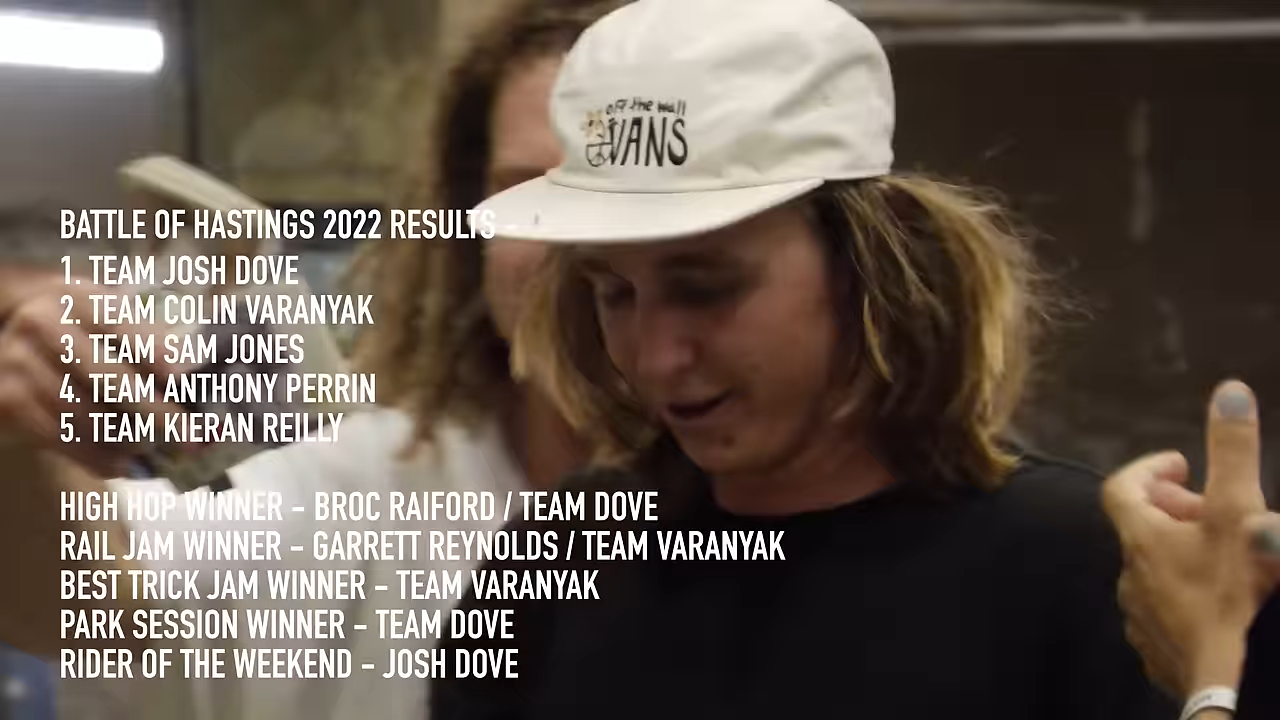 off the wall
VANS
BATTLE OF HASTINGS 2022 RESULTS -
1. TEAM JOSH DOVE
2. TEAM COLIN VARANYAK
3. TEAM SAM JONES
4. TEAM ANTHONY PERRIN
5. TEAM KIERAN REILLY
HIGH HOP WINNER - BROC RAIFORD / TEAM DOVE
RAIL JAM WINNER - GARRETT REYNOLDS / TEAM VARANYAK
BEST TRICK JAM WINNER - TEAM VARANYAK
PARK SESSION WINNER - TEAM DOVE
RIDER OF THE WEEKEND - JOSH DOVE